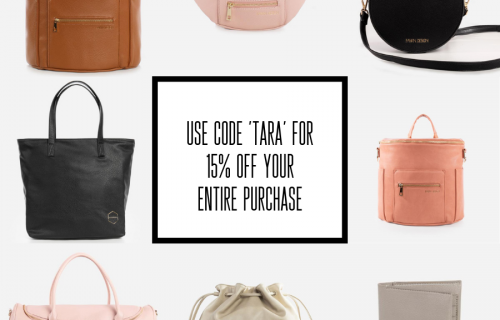 USE CODE 'TARA' FOR
15% OFF YOUR
ENTIRE PURCHASE